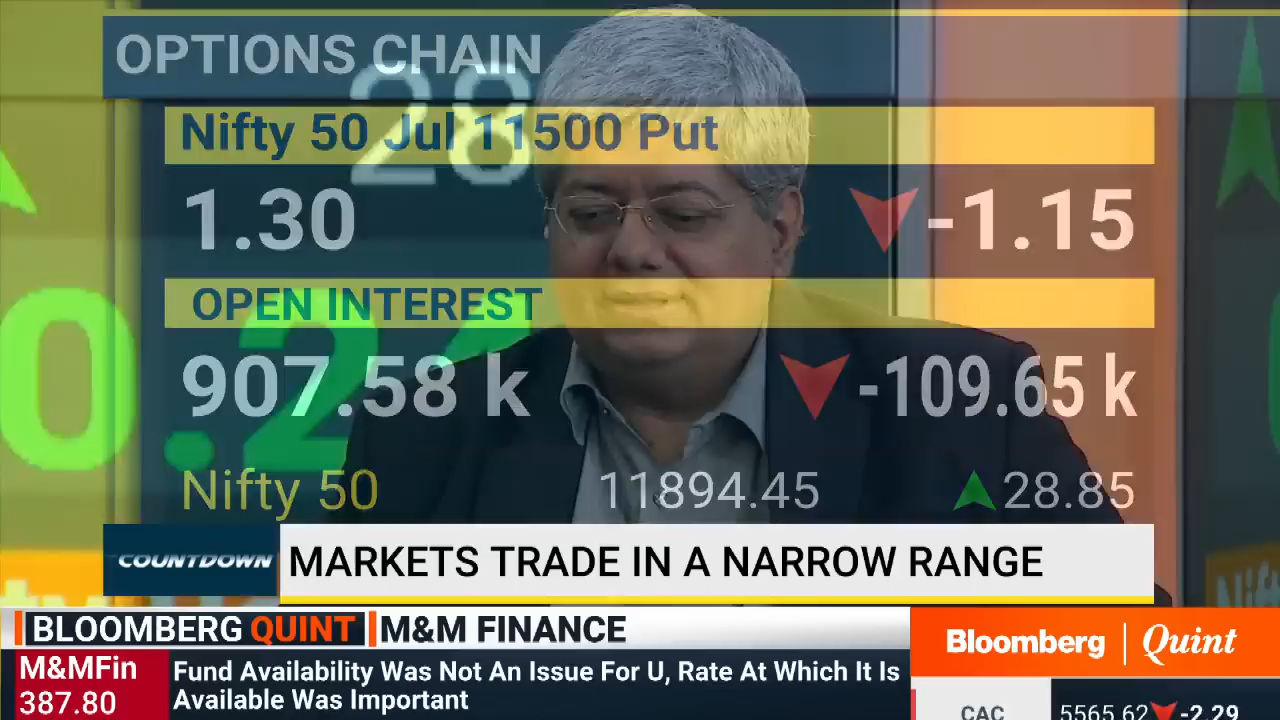 OPTIONS CHAIN
28
Nifty 50 Jul 11500 Put
1.30 -1.15
OPEN INTEREST
0.24
907.58 k -109.65 k
Nifty 50 11894.45 28.85
COUNTDOWN MARKETS TRADE IN A NARROW RANGE
BLOOMBERG QUINT M&M FINANCE
Bloomberg | Quint
M&MFin
387.80
Fund Availability Was Not An Issue For U, Rate At Which It Is
Available Was Important
CAC 5565.62 -2.29